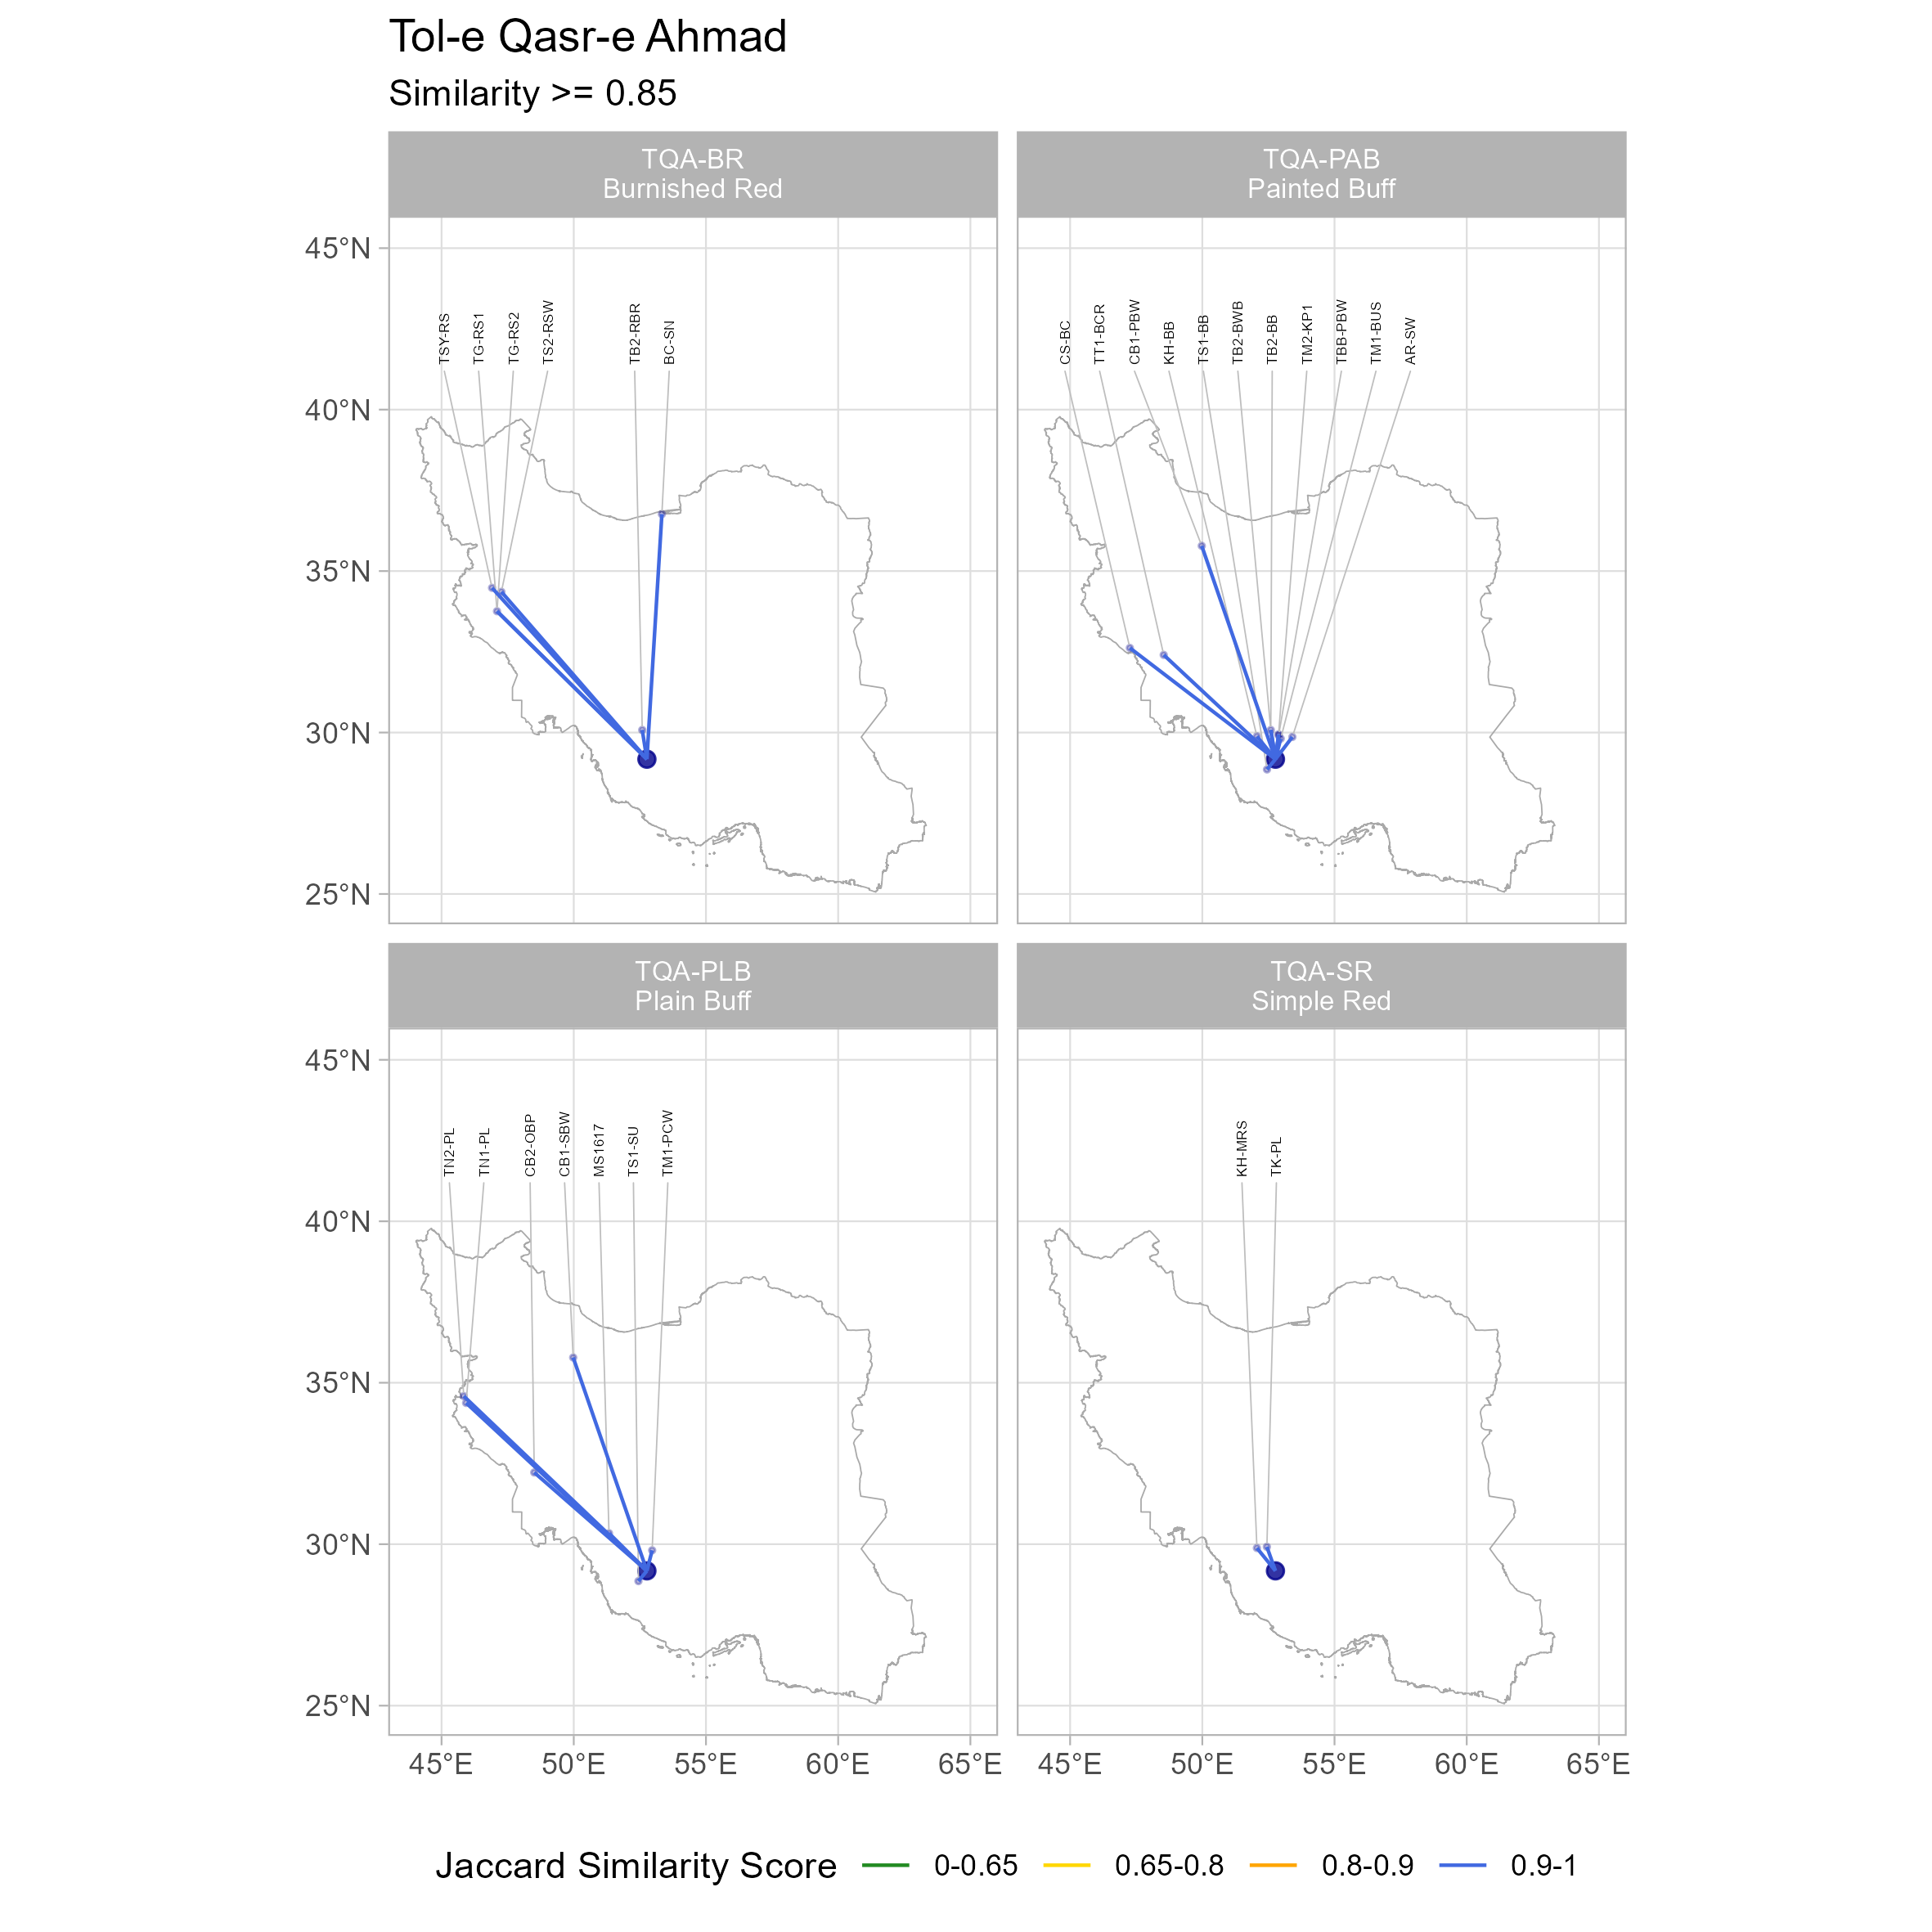 Tol-e Qasr-e Ahmad
Similarity >= 0.85
TQA-BR
Burnished Red
TQA-PAB
Painted Buff
45°N
40°N
35°N
30°N
25°N
TSY-RS
TG-RS1
TG-RS2
TS2-RSW
TB2-RBR
BC-SN
CS-BC
TT1-BCR
CB1-PBW
KH-BB
TS1-BB
TB2-BWB
TB2-BB
TM2-KP1
TBB-PBW
TM1-BUS
AR-SW
TQA-PLB
Plain Buff
TQA-SR
Simple Red
45°N
40°N
35°N
30°N
25°N
TN2-PL
TN1-PL
CB2-OBP
CB1-SBW
MS1617
TS1-SU
TM1-PCW
KH-MRS
TK-PL
45°E 50°E 55°E 60°E 65°E
45°E 50°E 55°E 60°E 65°E
Jaccard Similarity Score 0-0.65 0.65-0.8 0.8-0.9 0.9-1